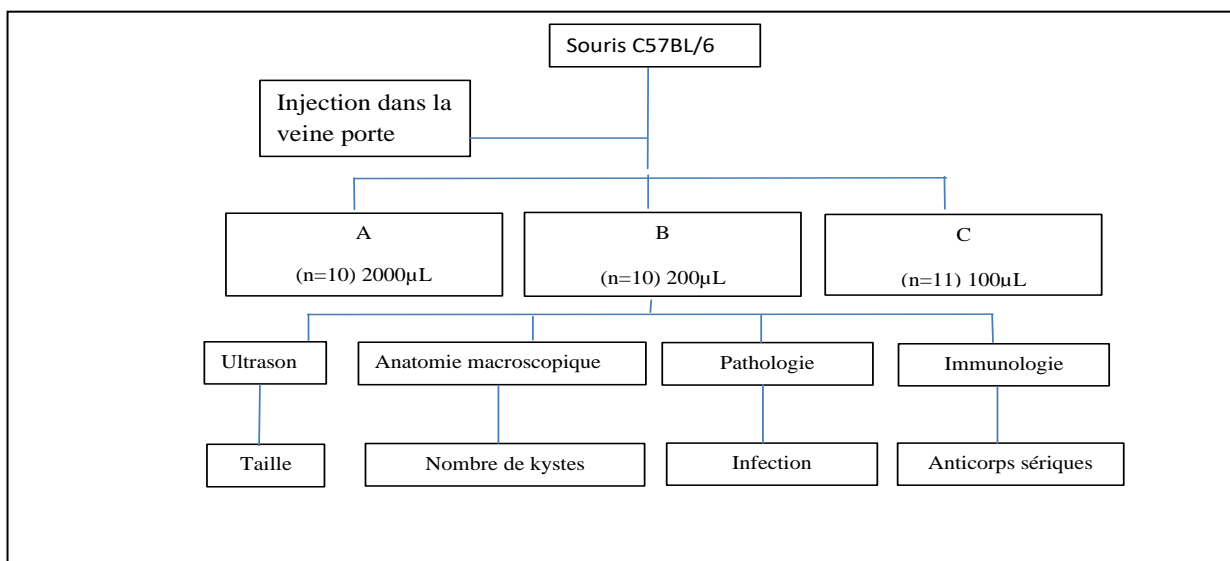 Souris C57BL/6
Injection dans la
veine porte
A
(n=10) 2000µL
B
(n=10) 200µL
C
(n=11) 100µL
Ultrason
Anatomie macroscopique
Pathologie
Immunologie
Taille
Nombre de kystes
Infection
Anticorps sériques